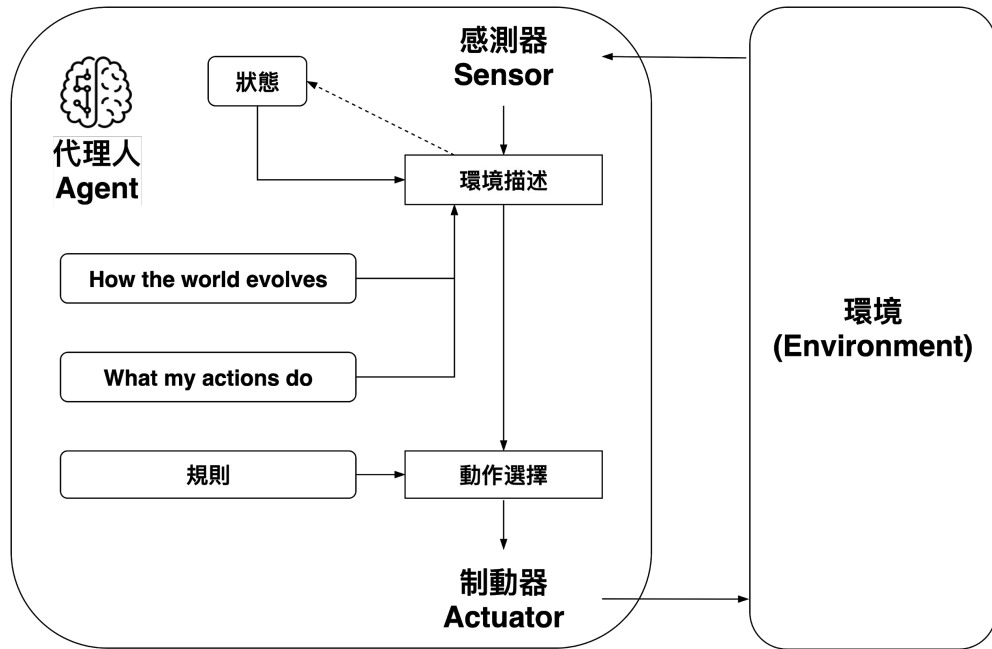 感測器
Sensor
狀態
代理人
Agent
環境描述
How the world evolves
What my actions do
規則
動作選擇
制動器
Actuator
環境
(Environment)